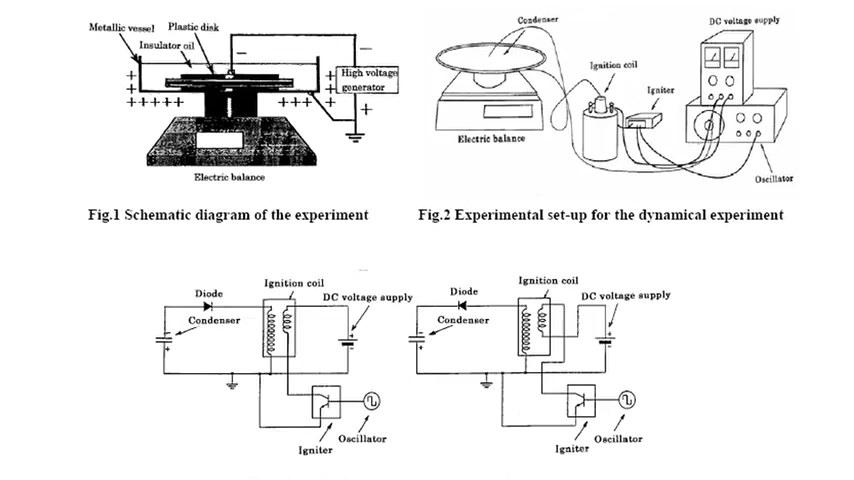 Metallic vessel
Plastic disk
Insulator oil
−
−
High voltage
generator
+
+
+
+ + + + +
+ + +
+
+
+
Electric balance
Condenser
DC voltage supply
Ignition coil
Igniter
Electric balance
Oscillator
Fig.1 Schematic diagram of the experiment
Fig.2 Experimental set-up for the dynamical experiment
Ignition coil
Diode
DC voltage supply
Condenser
−
+
+
−
Igniter
Oscillator
Ignition coil
Diode
DC voltage supply
Condenser
−
+
+
−
Igniter
Oscillator